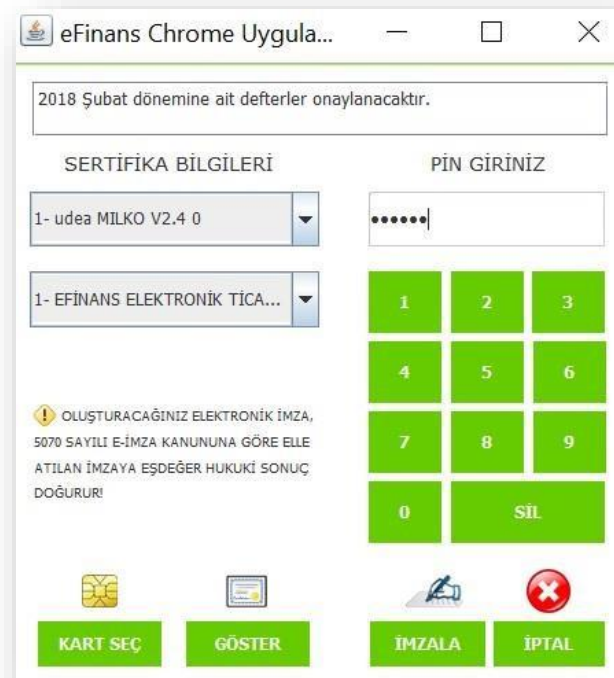 eFinans Chrome Uygula...
2018 Şubat dönemine ait defterler onaylanacaktır.
SERTİFİKA BİLGİLERİ
PİN GİRİNİZ
1- udea MILKO V2.4 0
••••••
1- EFİNANS ELEKTRONİK TİCA...
1 2 3
4 5 6
7 8 9
0 SİL
OLUŞTURACAĞINIZ ELEKTRONİK İMZA,
5070 SAYILI E-İMZA KANUNUNA GÖRE ELLE
ATILAN İMZAYA EŞDEĞER HUKUKİ SONUÇ
DOĞURUR!
KART SEÇ
GÖSTER
İMZALA
İPTAL